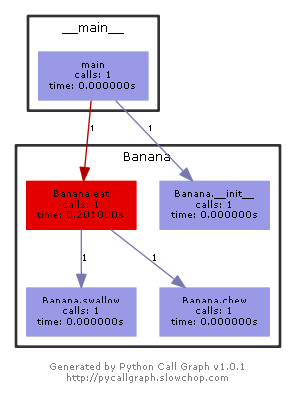 __main__
main
calls: 1
time: 0.000000s
1
1
Banana
Banana.eat
calls: 1
time: 0.201000s
Banana.__init__
calls: 1
time: 0.000000s
1
1
Banana.swallow
calls: 1
time: 0.000000s
Banana.chew
calls: 1
time: 0.000000s
Generated by Python Call Graph v1.0.1
http://pycallgraph.slowchop.com